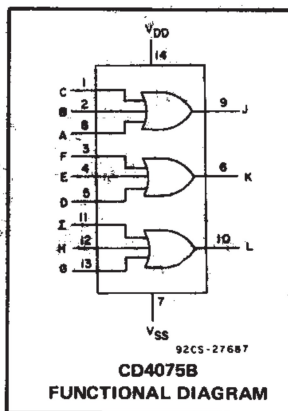 VDD
14
C 1
B 2
A 8
9 J
F 3
E 4
D 5
6 K
I 11
H 12
G 13
10 L
7
VSS
92CS-27687
CD4075B
FUNCTIONAL DIAGRAM